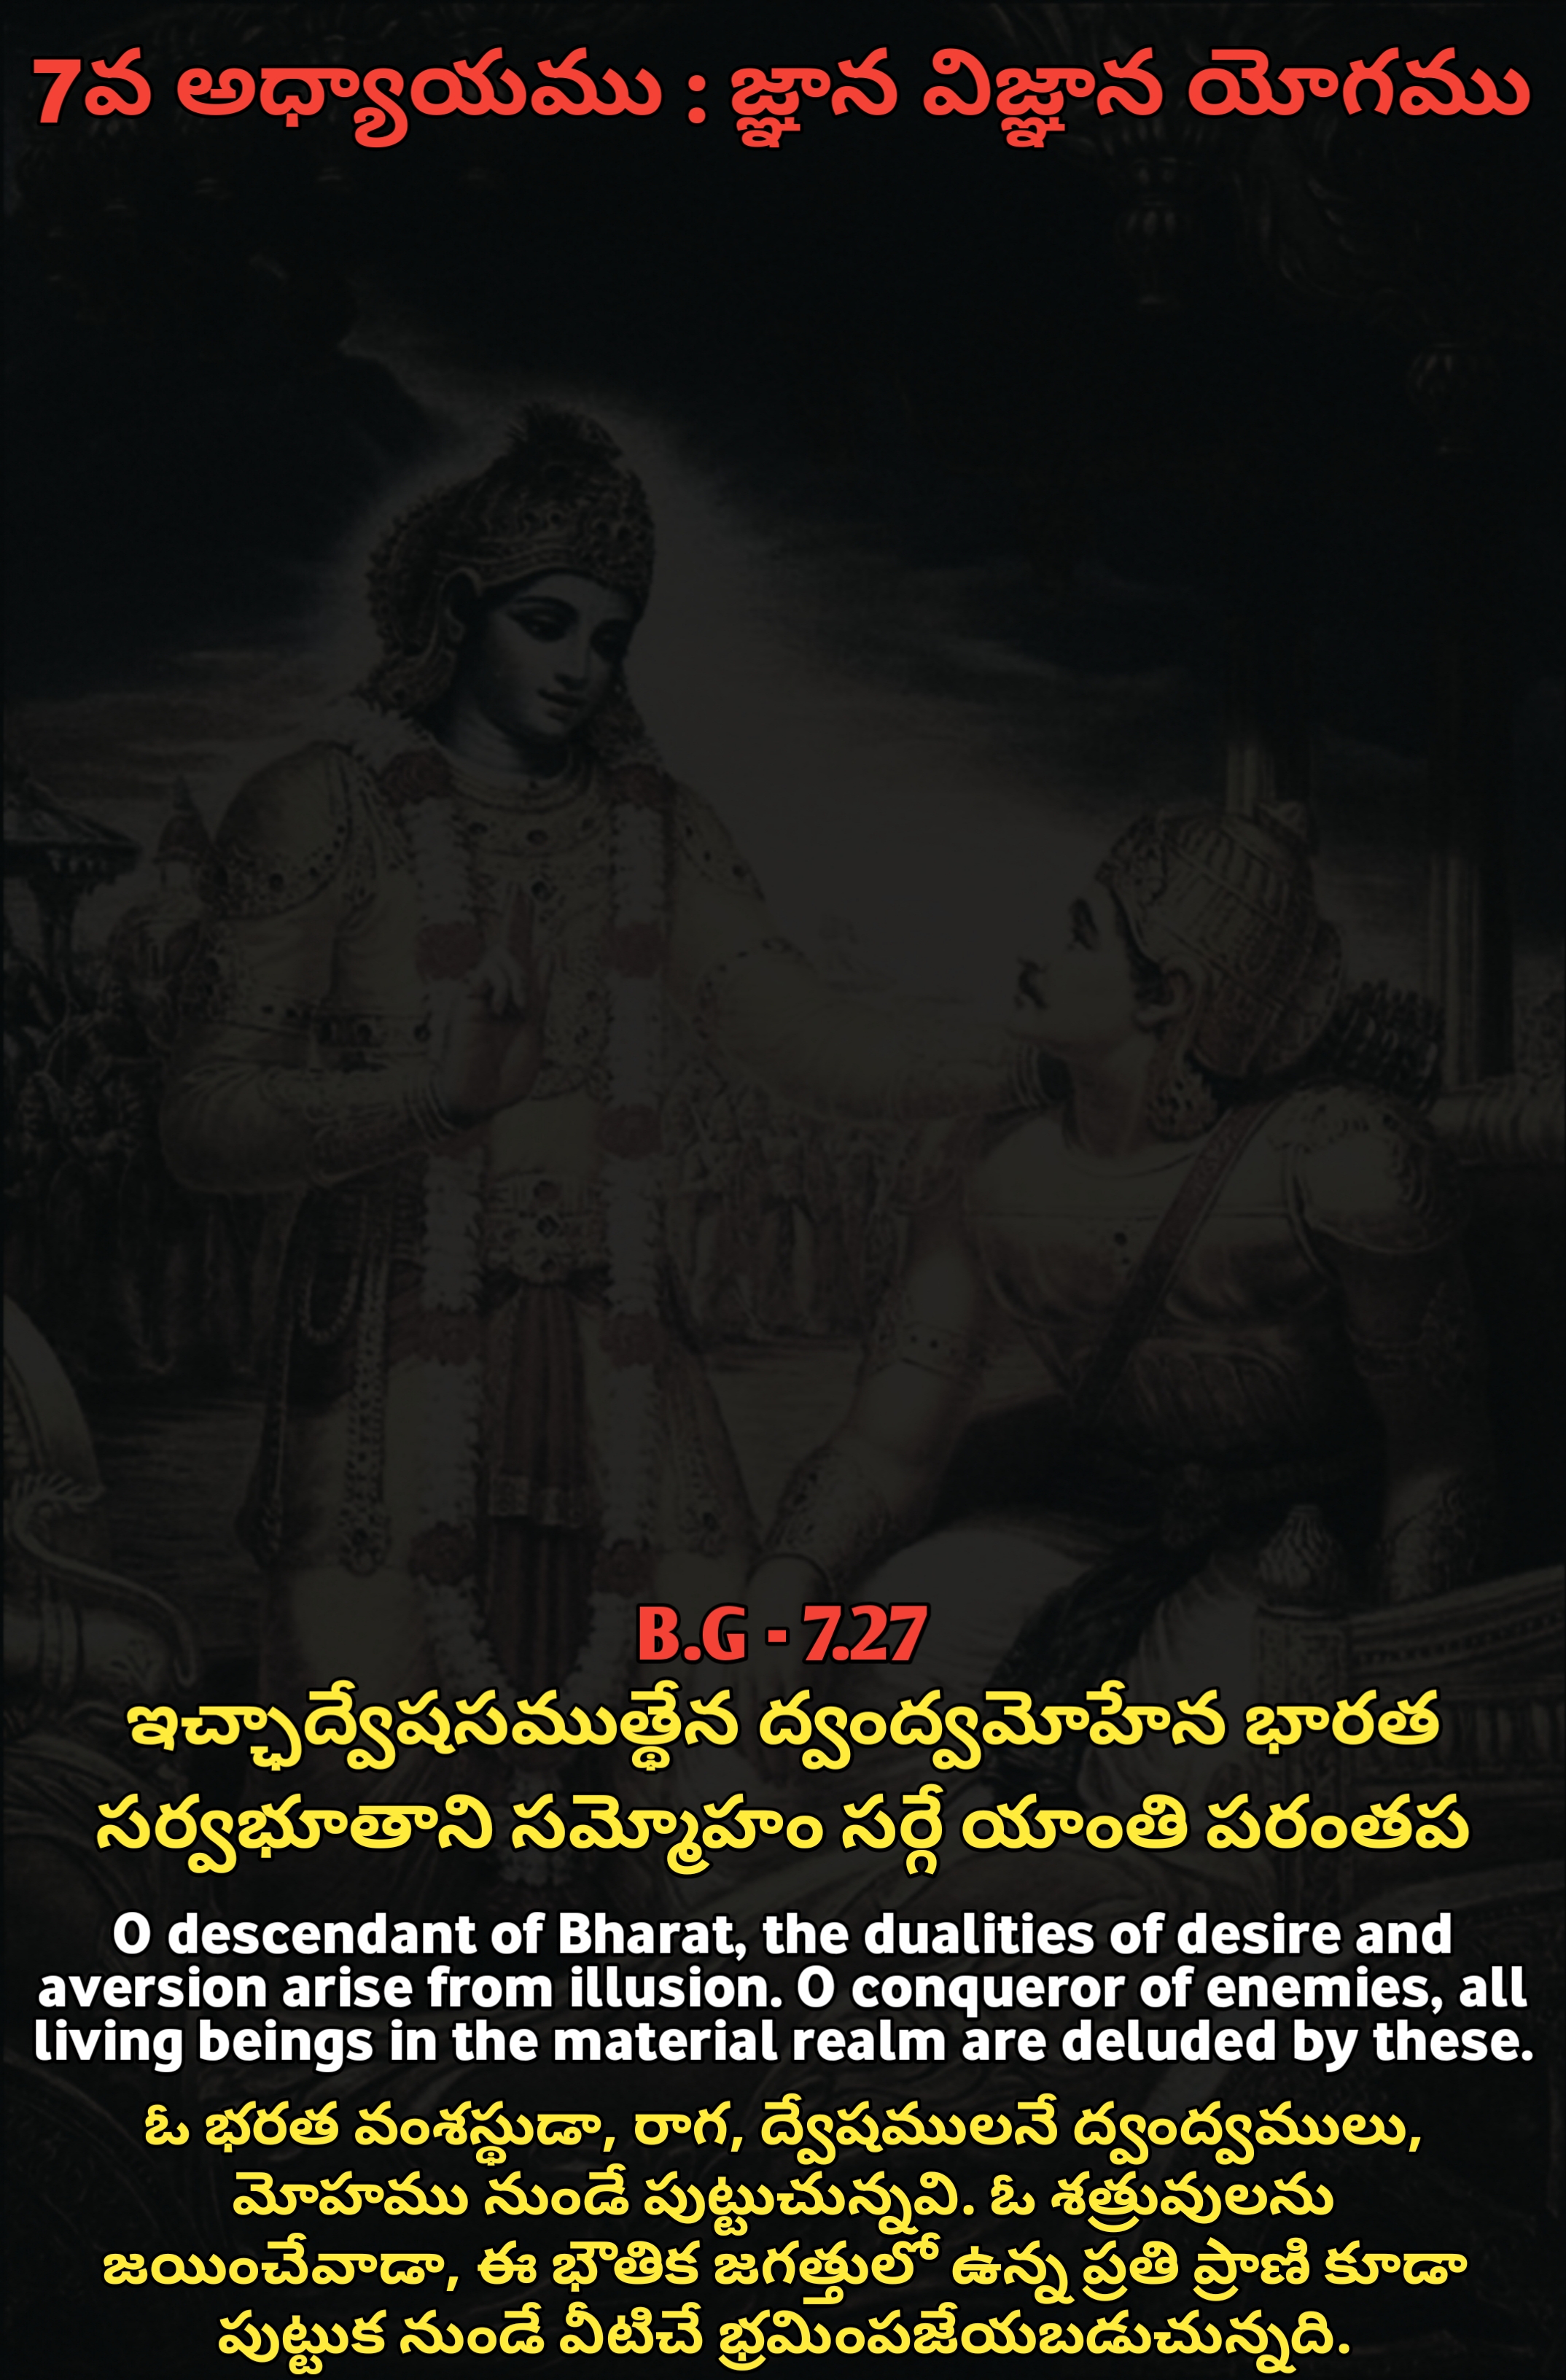 7వ అధ్యాయము : జ్ఞాన విజ్ఞాన యోగము
B.G - 7.27
ఇచ్ఛాద్వేషసముత్థేన ద్వంద్వమోహేన భారత
సర్వభూతాని సమ్మోహం సర్గే యాంతి పరంతప
O descendant of Bharat, the dualities of desire and
aversion arise from illusion. O conqueror of enemies, all
living beings in the material realm are deluded by these.
ఓ భరత వంశస్థుడా, రాగ, ద్వేషములనే ద్వంద్వములు,
మోహము నుండే పుట్టుచున్నవి. ఓ శత్రువులను
జయించేవాడా, ఈ భౌతిక జగత్తులో ఉన్న ప్రతి ప్రాణి కూడా
పుట్టుక నుండే వీటిచే భ్రమింపజేయబడుచున్నది.